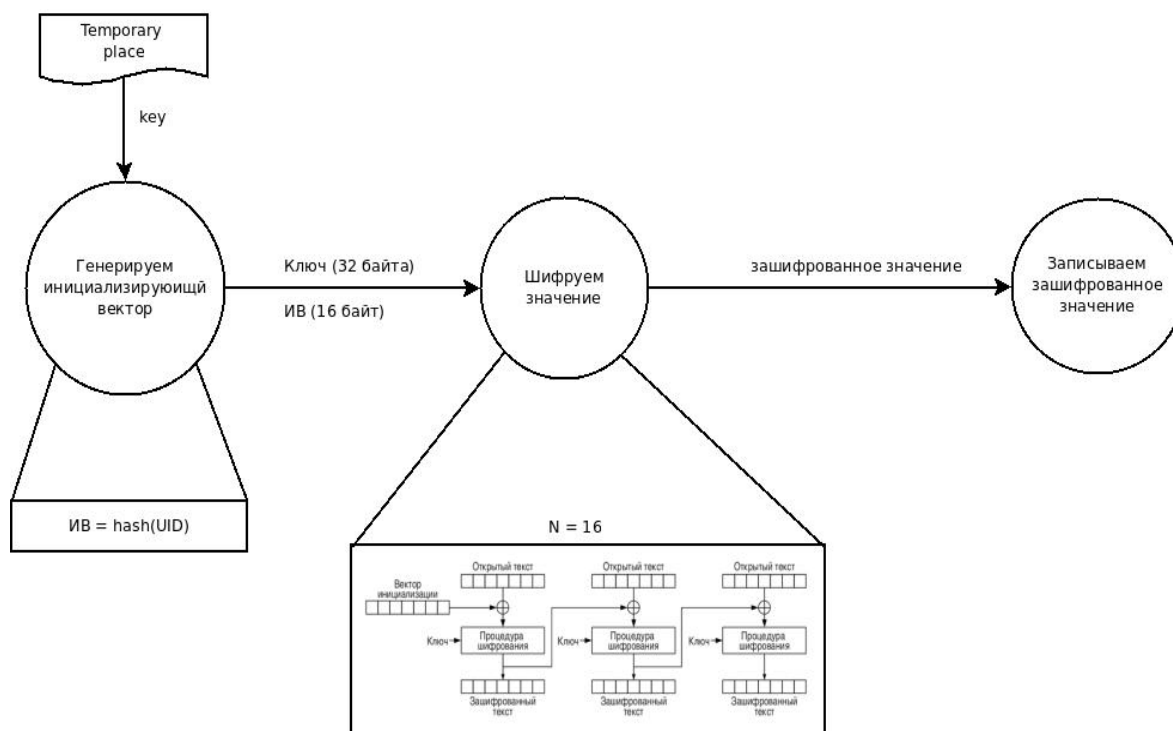 Temporary
place
key
Генерируем
инициализирующй
вектор
Ключ (32 байта)
ИВ (16 байт)
Шифруем
значение
зашифрованное значение
Записываем
зашифрованное
значение
ИВ = hash(UID)
N = 16
Открытый текст
Открытый текст
Открытый текст
Вектор
инициализации
Ключ
Процедура
шифрования
Ключ
Процедура
шифрования
Ключ
Процедура
шифрования
Зашифрованный
текст
Зашифрованный
текст
Зашифрованный
текст